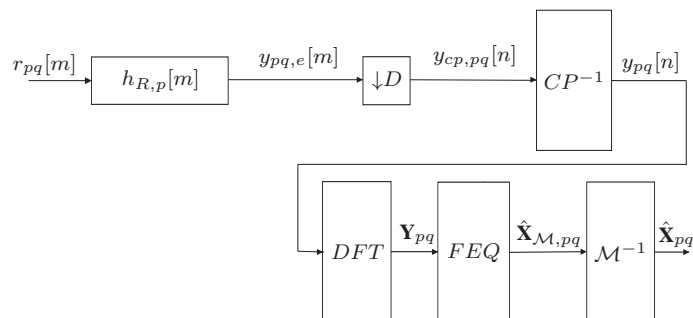 r_{pq}[m]
h_{R,p}[m]
y_{pq,e}[m]
↓D
y_{cp,pq}[n]
CP^{-1}
y_{pq}[n]
DFT
Y_{pq}
FEQ
X̂_{ℳ,pq}
ℳ^{-1}
X̂_{pq}